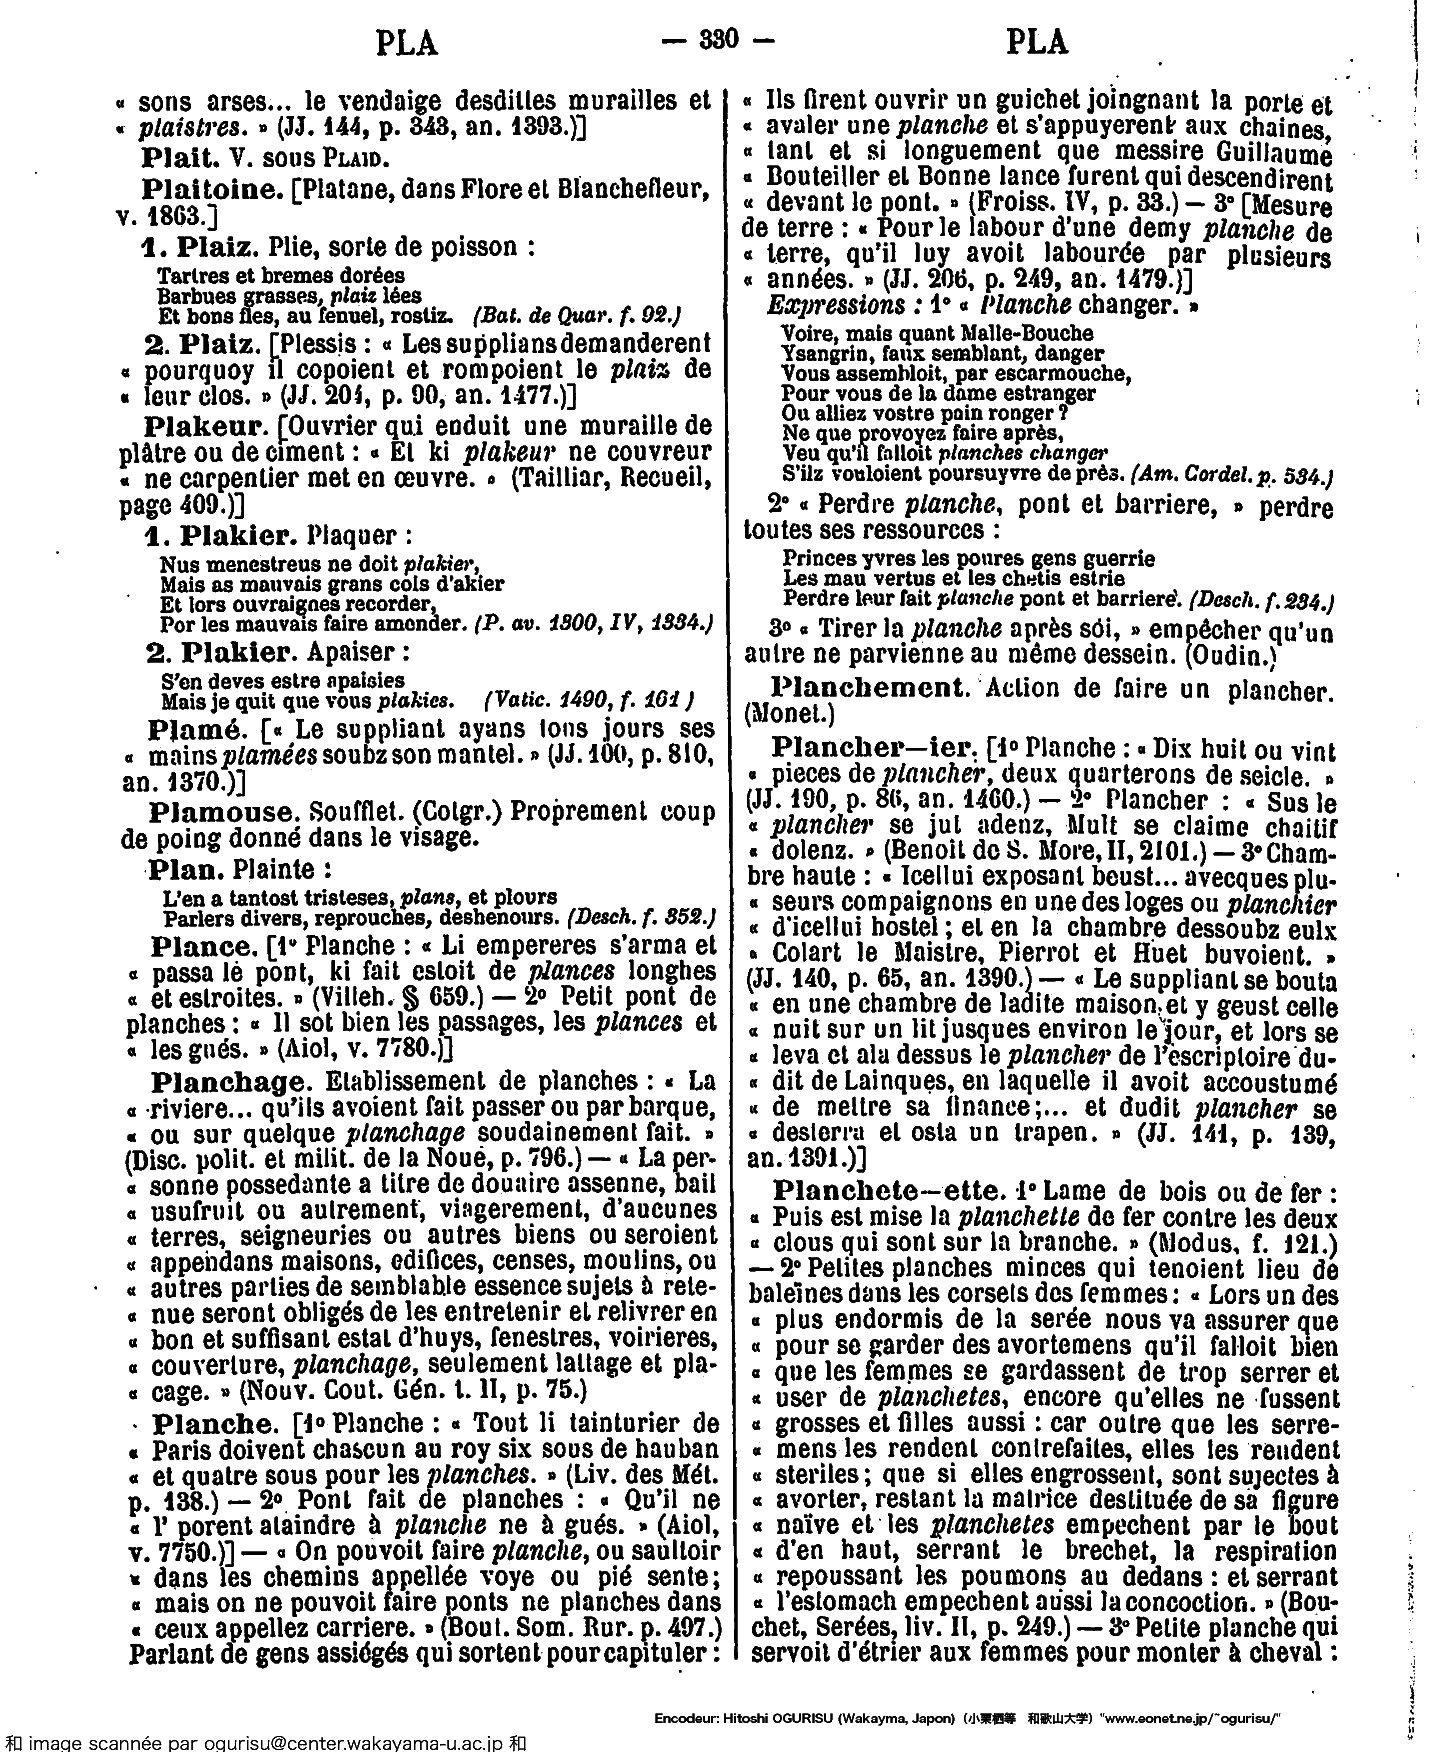 PLA — 330 — PLA
« sons arses... le vendaige desdittes murailles et
« plaistres. » (JJ. 144, p. 343, an. 1393.)]
Plait. V. sous PLAID.
Plaitoine. [Platane, dans Flore et Blanchefleur,
v. 1863.]
1. Plaiz. Plie, sorte de poisson :
Tartres et bremes dorées
Barbues grasses, plaiz lées
Et bons fles, au fenuel, rostiz. (Bat. de Quar. f. 92.)
2. Plaiz. [Plessis : « Les supplians demanderent
« pourquoy il copoient et rompoient le plaiz de
« leur clos. » (JJ. 201, p. 90, an. 1477.)]
Plakeur. [Ouvrier qui enduit une muraille de
plâtre ou de ciment : « Et ki plakeur ne couvreur
« ne carpentier met en œuvre. » (Tailliar, Recueil,
page 409.)]
1. Plakier. Plaquer :
Nus menestreus ne doit plakier,
Mais as mauvais grans cols d'akier
Et lors ouvraignes recorder,
Por les mauvais faire amonder. (P. av. 1300, IV, 1334.)
2. Plakier. Apaiser :
S'en deves estre apaisies
Mais je quit que vous plakies. (Vatic. 1490, f. 161)
Plamé. [« Le suppliant ayans tous jours ses
« mains plamées soubz son mantel. » (JJ. 100, p. 810,
an. 1370.)]
Plamouse. Soufflet. (Cotgr.) Proprement coup
de poing donné dans le visage.
Plan. Plainte :
L'en a tantost tristeses, plans, et plours
Parlers divers, reprouches, deshenours. (Desch. f. 352.)
Plance. [1° Planche : « Li empereres s'arma et
« passa le pont, ki fait estoit de plances longhes
« et estroites. » (Villeh. § 659.) — 2° Petit pont de
planches : « Il sot bien les passages, les plances et
« les gués. » (Aiol, v. 7780.)]
Planchage. Etablissement de planches : « La
« riviere... qu'ils avoient fait passer ou par barque,
« ou sur quelque planchage soudainement fait. »
(Disc. polit. et milit. de la Noue, p. 796.) — « La per-
« sonne possedante a titre de douaire assenne, bail
« usufruit ou autrement, viagerement, d'aucunes
« terres, seigneuries ou autres biens ou seroient
« appendans maisons, edifices, censes, moulins, ou
« autres parties de semblable essence sujets à rete-
« nue seront obligés de les entretenir et relivrer en
« bon et suffisant estat d'huys, fenestres, voirieres,
« couverture, planchage, seulement lattage et pla-
« cage. » (Nouv. Cout. Gén. t. II, p. 75.)
Planche. [1° Planche : « Tout li tainturier de
« Paris doivent chascun au roy six sous de hauban
« et quatre sous pour les planches. » (Liv. des Mét.
p. 138.) — 2° Pont fait de planches : « Qu'il ne
« l' porent ataindre à planche ne à gués. » (Aiol,
v. 7750.)] — « On pouvoit faire planche, ou saultoir
« dans les chemins appellée voye ou pié sente;
« mais on ne pouvoit faire ponts ne planches dans
« ceux appellez carriere. » (Bout. Som. Rur. p. 497.)
Parlant de gens assiégés qui sortent pour capituler :
« Ils firent ouvrir un guichet joingnant la porte et
« avaler une planche et s'appuyerent aux chaines,
« tant et si longuement que messire Guillaume
« Bouteiller et Bonne lance furent qui descendirent
« devant le pont. » (Froiss. IV, p. 33.) — 3° [Mesure
de terre : « Pour le labour d'une demy planche de
« terre, qu'il luy avoit labourée par plusieurs
« années. » (JJ. 206, p. 249, an. 1479.)]
Expressions : 1° « Planche changer. »
Voire, mais quant Malle-Bouche
Ysangrin, faux semblant, danger
Vous assembloit, par escarmouche,
Pour vous de la dame estranger
Ou alliez vostre pain ronger ?
Ne que provoyez faire après,
Veu qu'il falloit planches changer
S'ilz vouloient poursuyvre de près. (Am. Cordel. p. 534.)
2° « Perdre planche, pont et barriere, » perdre
toutes ses ressources :
Princes yvres les poures gens guerrie
Les mau vertus et les chetis estrie
Perdre leur fait planche pont et barriere. (Desch. f. 234.)
3° « Tirer la planche après soi, » empêcher qu'un
autre ne parvienne au même dessein. (Oudin.)
Planchement. Action de faire un plancher.
(Monet.)
Plancher—ier. [1° Planche : « Dix huit ou vint
« pieces de plancher, deux quarterons de seicle. »
(JJ. 190, p. 86, an. 1460.) — 2° Plancher : « Sus le
« plancher se jut adenz, Mult se claime chaitif
« dolenz. » (Benoit de S. More, II, 2101.) — 3° Cham-
bre haute : « Icellui exposant beust... avecques plu-
« seurs compaignons en une des loges ou planchier
« d'icellui hostel ; et en la chambre dessoubz eulx
« Colart le Maistre, Pierrot et Huet buvoient. »
(JJ. 140, p. 65, an. 1390.) — « Le suppliant se bouta
« en une chambre de ladite maison, et y geust celle
« nuit sur un lit jusques environ le jour, et lors se
« leva et ala dessus le plancher de l'escriptoire du-
« dit de Lainques, en laquelle il avoit accoustumé
« de mettre sa finance;... et dudit plancher se
« desterra et osta un trapen. » (JJ. 141, p. 139,
an. 1391.)]
Planchete—ette. 1° Lame de bois ou de fer :
« Puis est mise la planchette de fer contre les deux
« clous qui sont sur la branche. » (Modus, f. 121.)
— 2° Petites planches minces qui tenoient lieu de
baleines dans les corsets des femmes : « Lors un des
« plus endormis de la serée nous va assurer que
« pour se garder des avortemens qu'il falloit bien
« que les femmes se gardassent de trop serrer et
« user de planchetes, encore qu'elles ne fussent
« grosses et filles aussi : car outre que les serre-
« mens les rendent contrefaites, elles les rendent
« steriles ; que si elles engrossent, sont sujectes à
« avorter, restant la matrice destituée de sa figure
« naïve et les planchetes empechent par le bout
« d'en haut, serrant le brechet, la respiration
« repoussant les poumons au dedans : et serrant
« l'estomach empechent aussi la concoction. » (Bou-
chet, Serées, liv. II, p. 249.) — 3° Petite planche qui
servoit d'étrier aux femmes pour monter à cheval :
Encodeur: Hitoshi OGURISU (Wakayma, Japon) (小栗栖等 和歌山大学) "www.eonet.ne.jp/~ogurisu/"
和 image scannée par ogurisu@center.wakayama-u.ac.jp 和